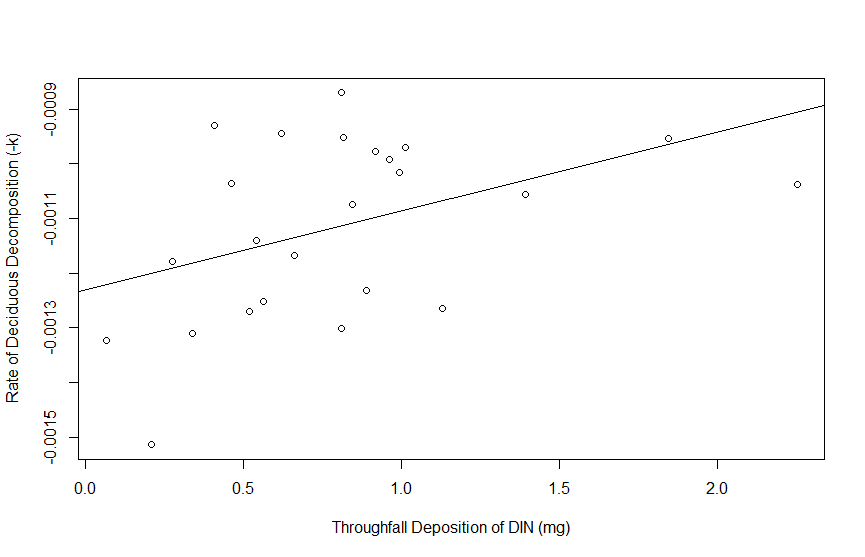 Rate of Deciduous Decomposition (-k)
-0.0009
-0.0011
-0.0013
-0.0015
0.0 0.5 1.0 1.5 2.0
Throughfall Deposition of DIN (mg)